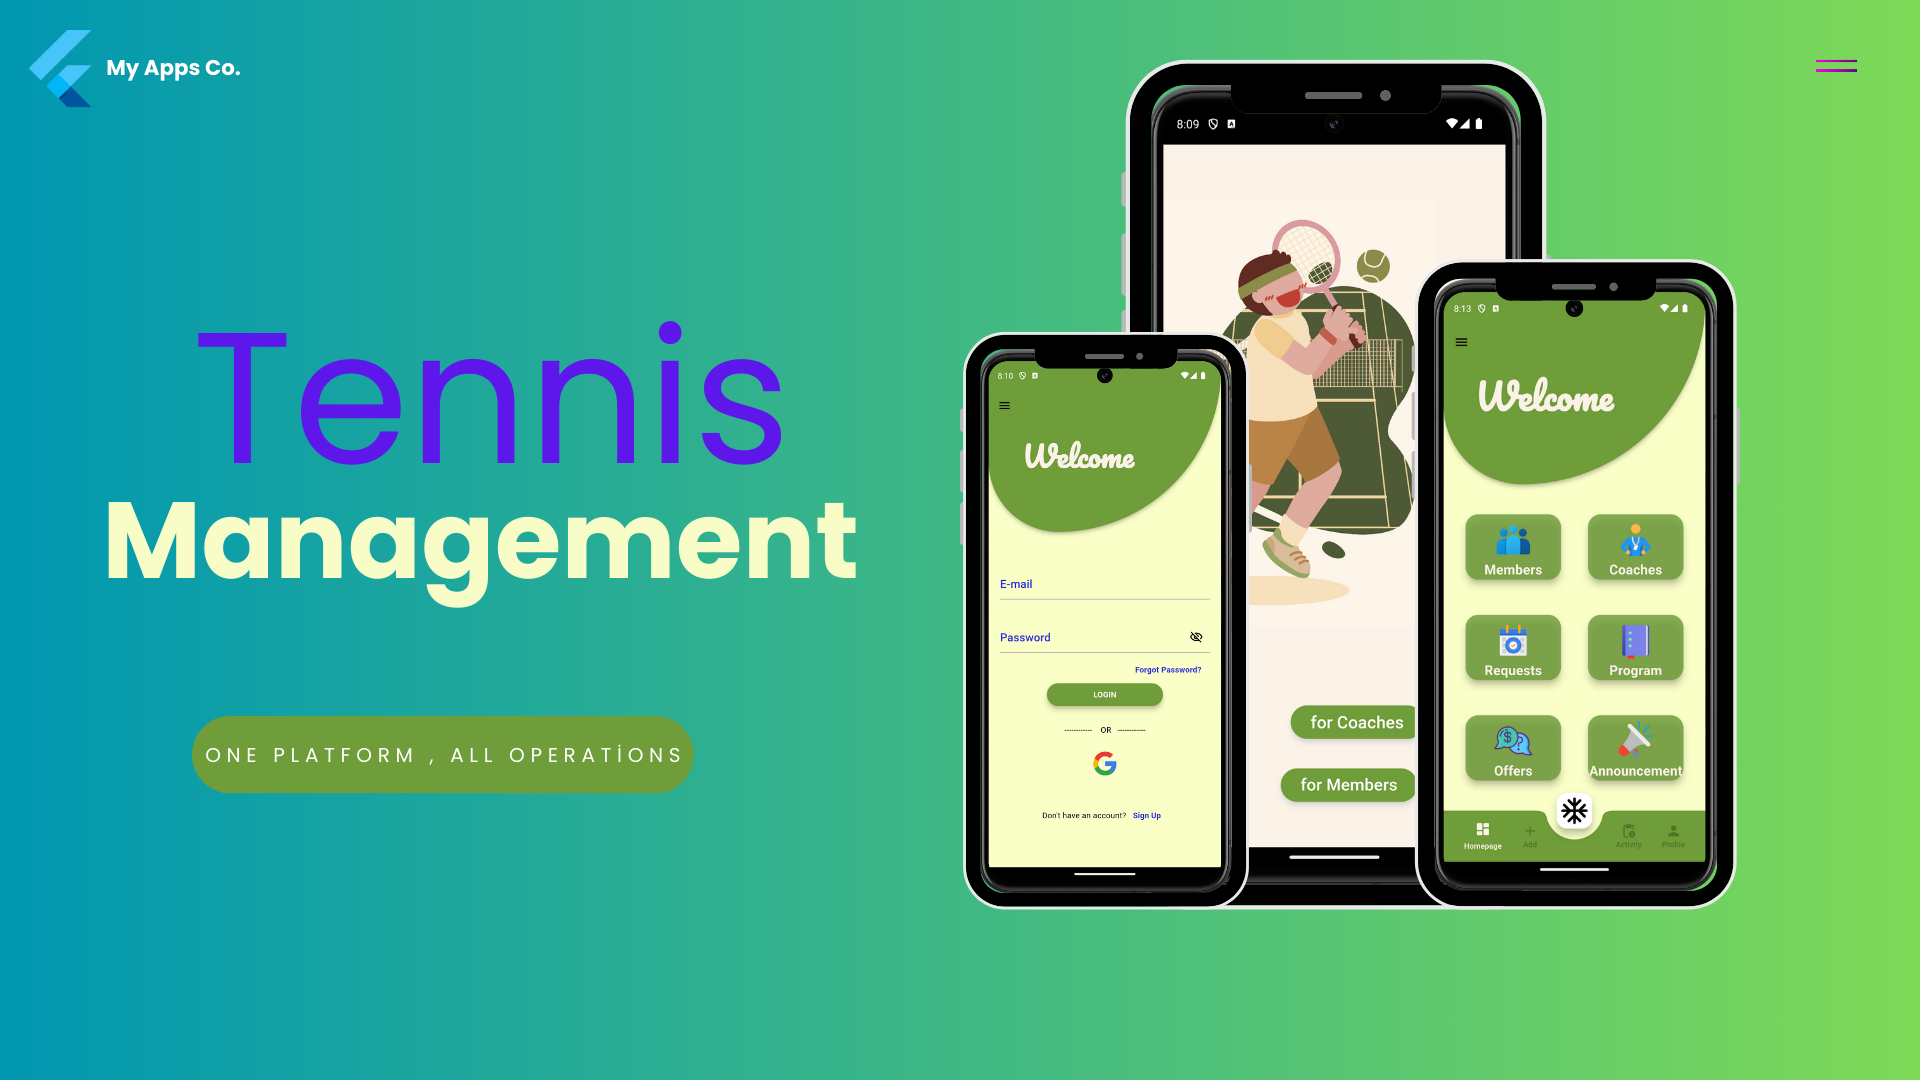 My Apps Co.
Tennis
Management
ONE PLATFORM , ALL OPERATİONS
8:09
for Coaches
for Members
8:10
Welcome
E-mail
Password
Forgot Password?
LOGIN
------------ OR ------------
Don't have an account? Sign Up
8:13
Welcome
Members
Coaches
Requests
Program
Offers
Announcement
Homepage
Add
Activity
Profile